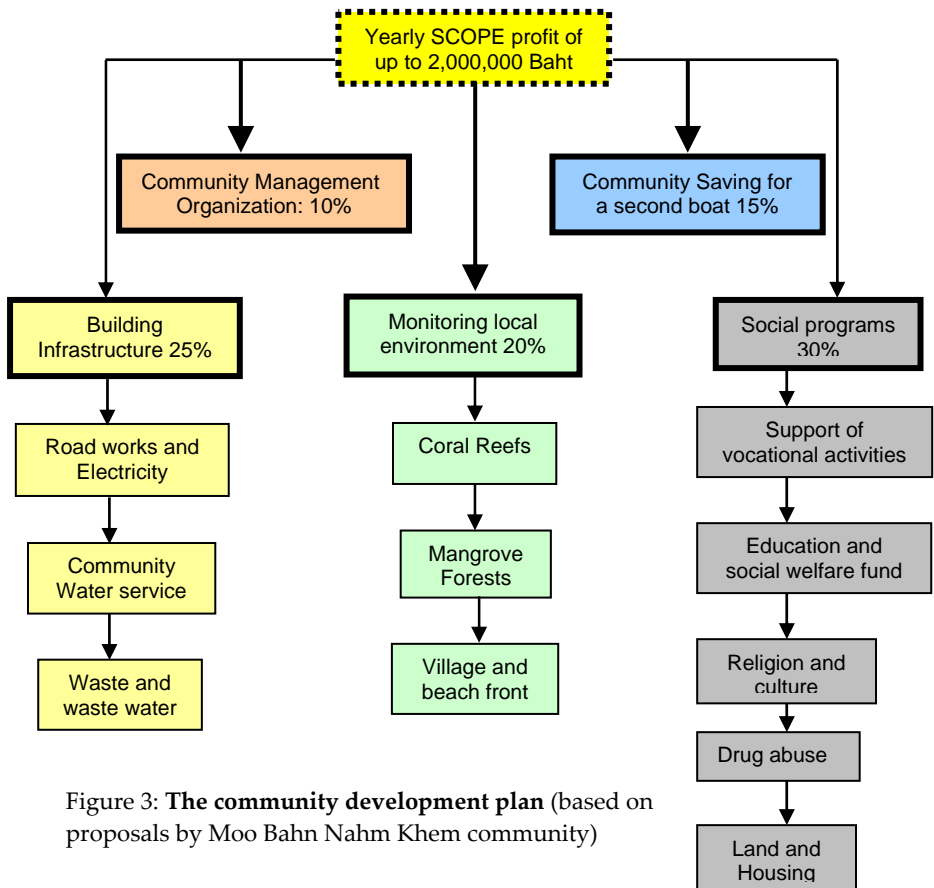 Yearly SCOPE profit of
up to 2,000,000 Baht
Community Management
Organization: 10%
Community Saving for
a second boat 15%
Building
Infrastructure 25%
Monitoring local
environment 20%
Social programs
30%
Road works and
Electricity
Coral Reefs
Support of
vocational activities
Community
Water service
Mangrove
Forests
Education and
social welfare fund
Waste and
waste water
Village and
beach front
Religion and
culture
Drug abuse
Land and
Housing
Figure 3: The community development plan (based on
proposals by Moo Bahn Nahm Khem community)